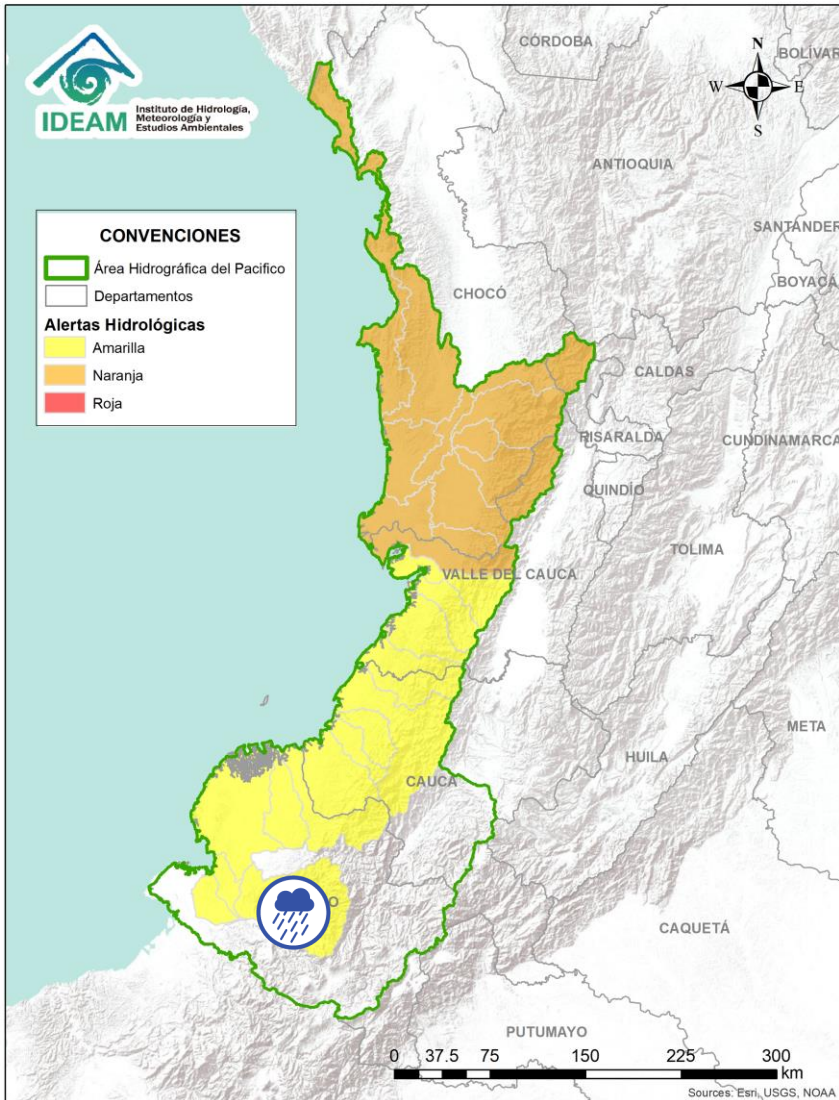 IDEAM
Instituto de Hidrología,
Meteorología y
Estudios Ambientales
CÓRDOBA
BOLÍVAR
N
W
E
S
ANTIOQUIA
SANTANDER
BOYACÁ
CONVENCIONES
Área Hidrográfica del Pacifico
Departamentos
Alertas Hidrológicas
Amarilla
Naranja
Roja
CHOCÓ
CALDAS
RISARALDA
CUNDINAMARCA
QUINDÍO
TOLIMA
VALLE DEL CAUCA
META
HUILA
CAUCA
O
CAQUETÁ
PUTUMAYO
0 37.5 75 150 225 300
km
Sources: Esri, USGS, NOAA